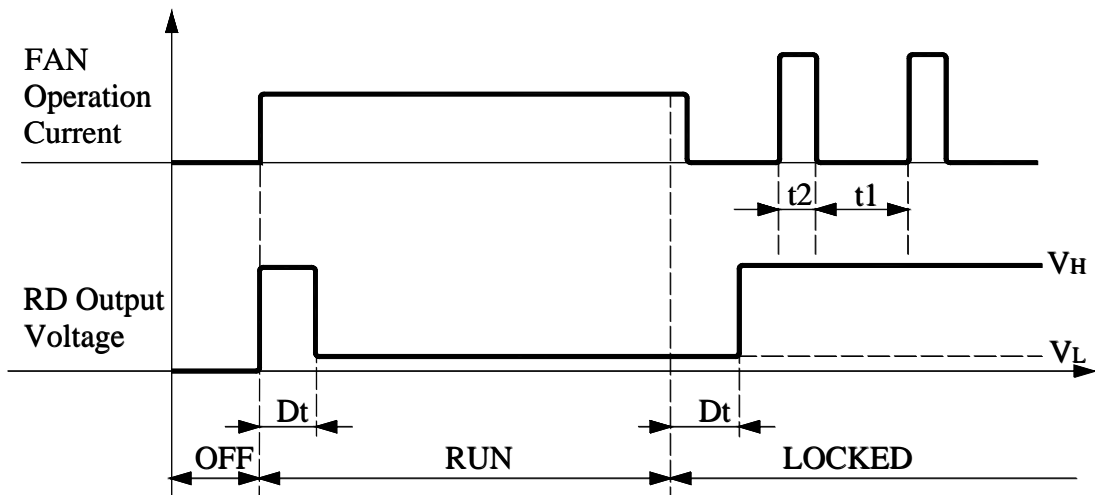 FAN
Operation
Current
t2
t1
VH
RD Output
Voltage
VL
Dt
Dt
OFF
RUN
LOCKED